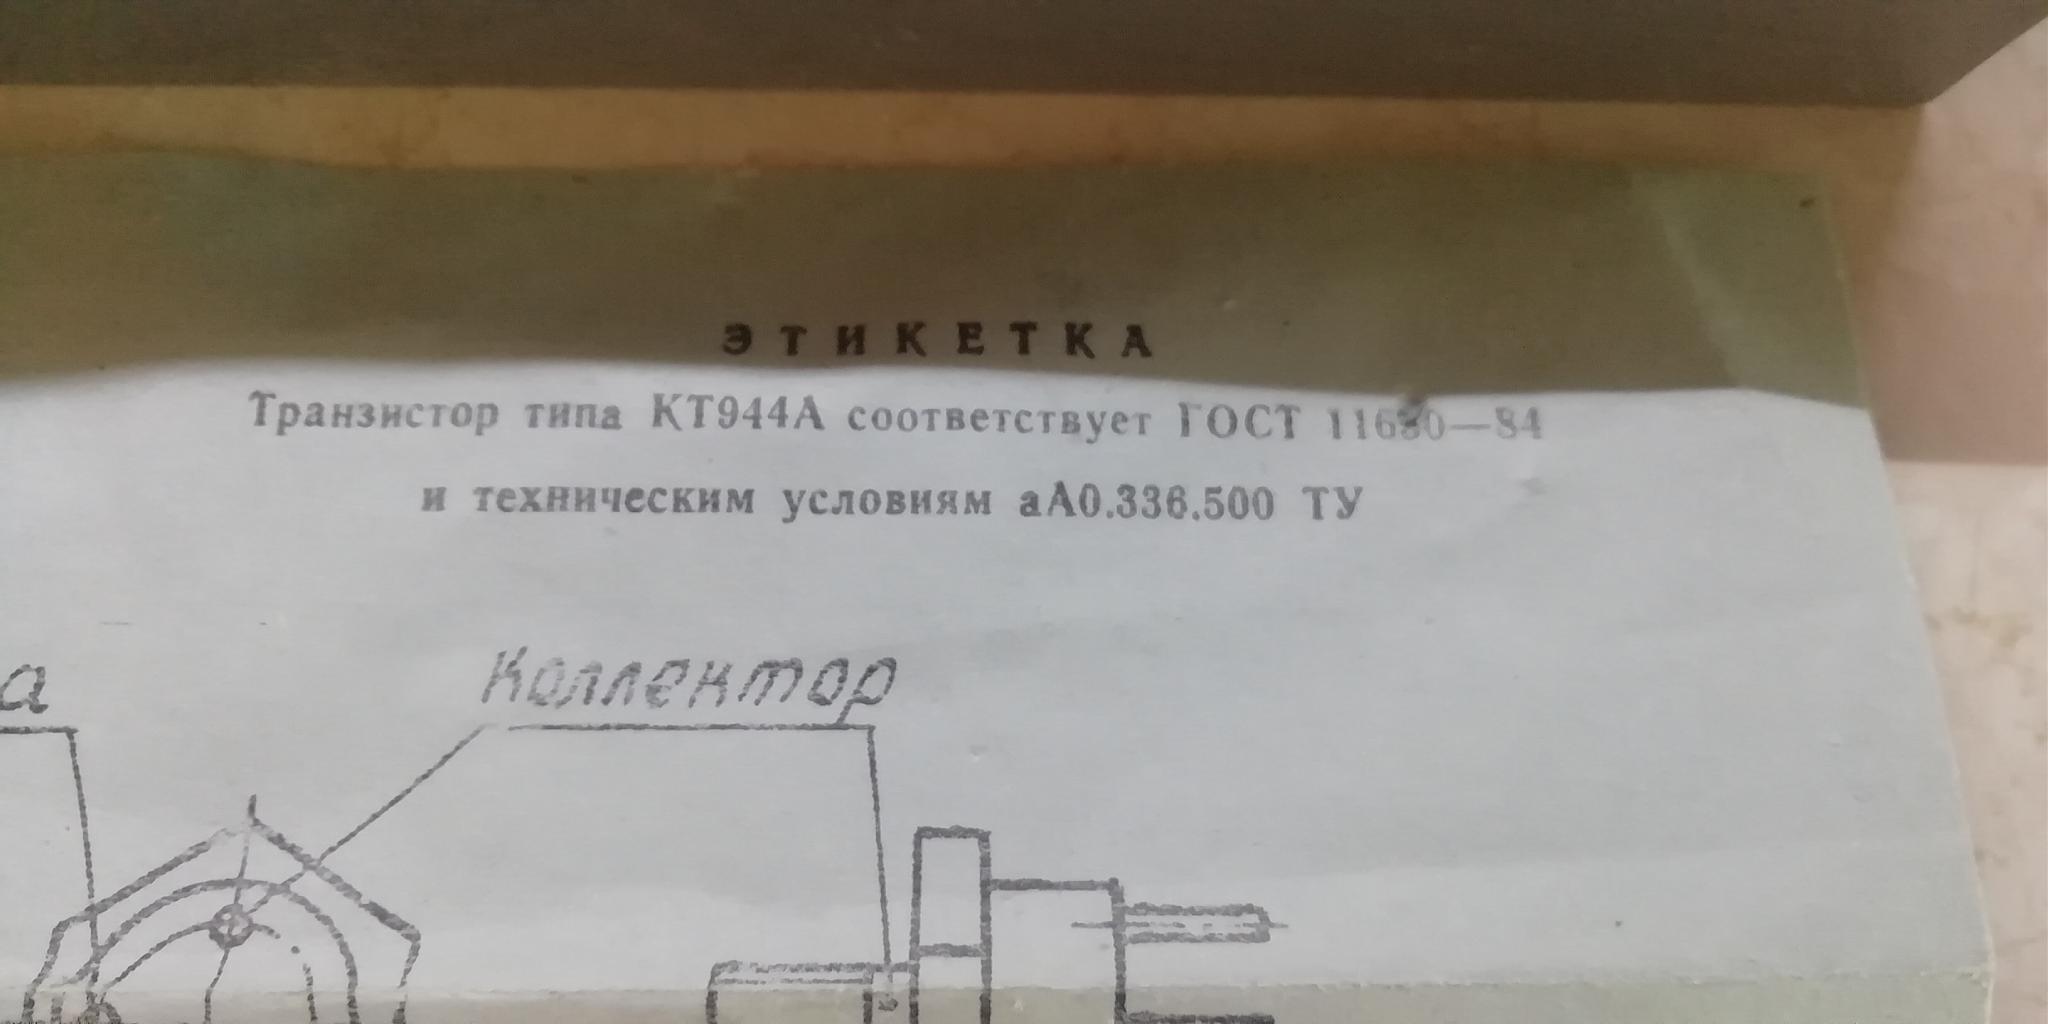 ЭТИКЕТКА
Транзистор типа КТ944А соответствует ГОСТ 11630—84
и техническим условиям аА0.336.500 ТУ
а
Коллектор